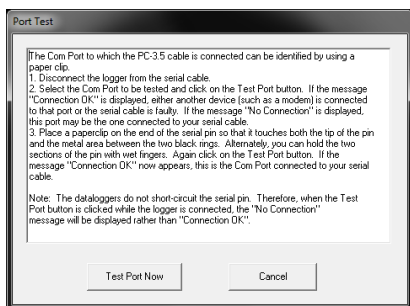 Port Test
The Com Port to which the PC-3.5 cable is connected can be identified by using a
paper clip.
1. Disconnect the logger from the serial cable.
2. Select the Com Port to be tested and click on the Test Port button.  If the message
"Connection OK" is displayed, either another device (such as a modem) is connected
to that port or the serial cable is faulty.  If the message "No Connection" is displayed,
this port may be the one connected to your serial cable.
3. Place a paperclip on the end of the serial pin so that it touches both the tip of the pin
and the metal area between the two black rings.  Alternately, you can hold the two
sections of the pin with wet fingers.  Again click on the Test Port button.  If the
message "Connection OK" now appears, this is the Com Port connected to your serial
cable.
Note:  The dataloggers do not short-circuit the serial pin.  Therefore, when the Test
Port button is clicked while the logger is connected, the "No Connection"
message will be displayed rather than "Connection OK".
Test Port Now
Cancel